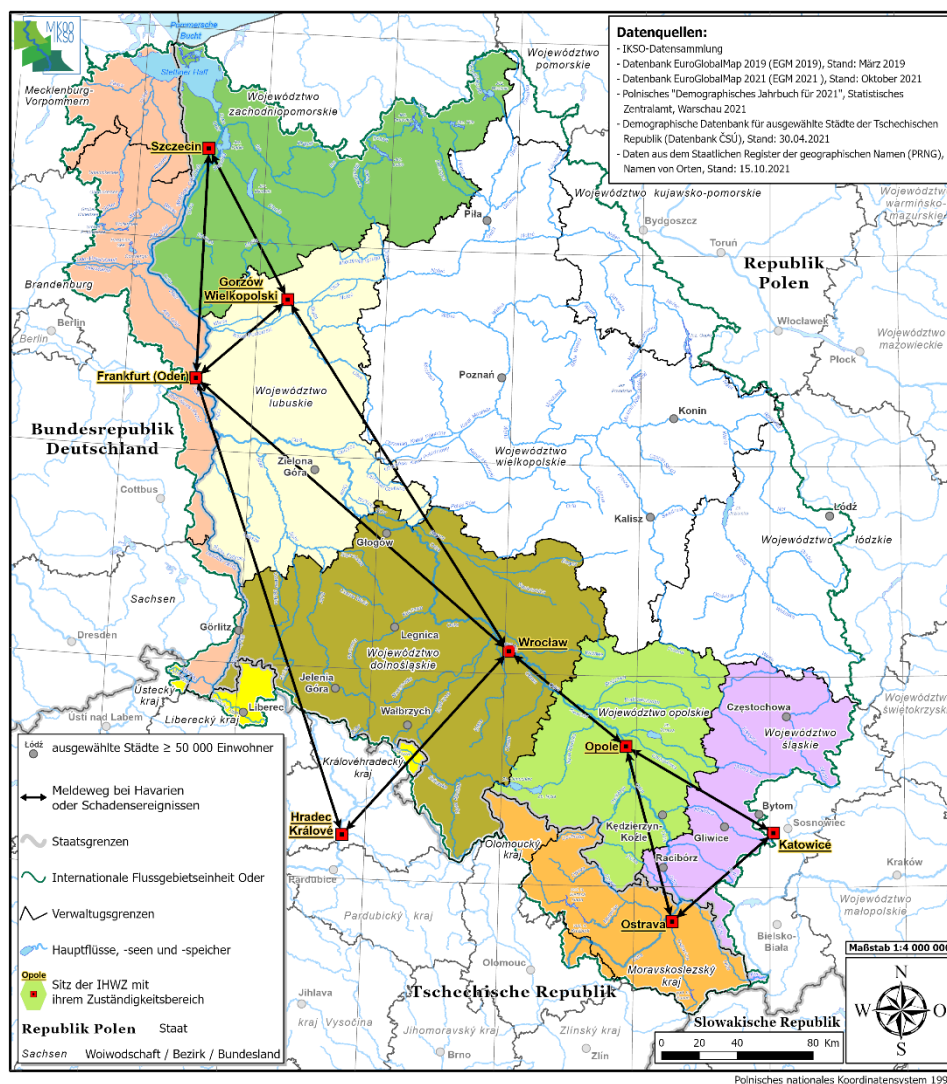 MKOO
IKSO
Pommersche
Bucht
Stettiner Haff
Mecklenburg-
Vorpommern
Województwo
zachodniopomorskie
Województwo
pomorskie
Datenquellen:
- IKSO-Datensammlung
- Datenbank EuroGlobalMap 2019 (EGM 2019), Stand: März 2019
- Datenbank EuroGlobalMap 2021 (EGM 2021 ), Stand: Oktober 2021
- Polnisches "Demographisches Jahrbuch für 2021", Statistisches
Zentralamt, Warschau 2021
- Demographische Datenbank für ausgewählte Städte der Tschechischen
Republik (Datenbank ČSÚ), Stand: 30.04.2021
- Daten aus dem Staatlichen Register der geographischen Namen (PRNG),
Namen von Orten, Stand: 15.10.2021
Szczecin
Województwo kujawsko-pomorskie
Województwo
warmińsko-
mazurskie
Piła
Bydgoszcz
Toruń
Republik
Polen
Gorzów
Wielkopolski
Brandenburg
Berlin
Berlin
Włocławek
Województwo
mazowieckie
Płock
Frankfurt (Oder)
Poznań
Województwo
lubuskie
Konin
Bundesrepublik
Deutschland
Zielona
Góra
Województwo
wielkopolskie
Cottbus
Kalisz
Łódź
Województwo
łódzkie
Głogów
Sachsen
Görlitz
Dresden
Legnica
Wrocław
Województwo
dolnośląskie
Jelenia
Góra
Ústecký
kraj
Liberec
Liberecký kraj
Ústi nad Labem
Wałbrzych
Województwo opolskie
Częstochowa
Województwo
śląskie
Województwo
świętokrzyskie
Opole
Królovéhradecký
kraj
Hradec
Králové
Kędzierzyn-
Koźle
Gliwice
Bytom
Sosnowiec
Katowice
Olomoucký
kraj
Racibórz
Kraków
Województwo
małopolskie
Pardubice
Pardubický kraj
Ostrava
Bielsko-
Biała
Moravskoslezský
kraj
Olomouc
Tschechische Republik
Jihlava
kraj Vysočina
Jihomoravský kraj
Zlínský
kraj
Brno
Zlín
Slowakische Republik
Łódź ausgewählte Städte ≥ 50 000 Einwohner
Meldeweg bei Havarien
oder Schadensereignissen
Staatsgrenzen
Internationale Flussgebietseinheit Oder
Verwaltugsgrenzen
Hauptflüsse, -seen und -speicher
Opole
Sitz der IHWZ mit
ihrem Zuständigkeitsbereich
Republik Polen Staat
Sachsen Woiwodschaft / Bezirk / Bundesland
Maßstab 1:4 000 000
N
W O
S
0 20 40 80 Km
Polnisches nationales Koordinatensystem 199